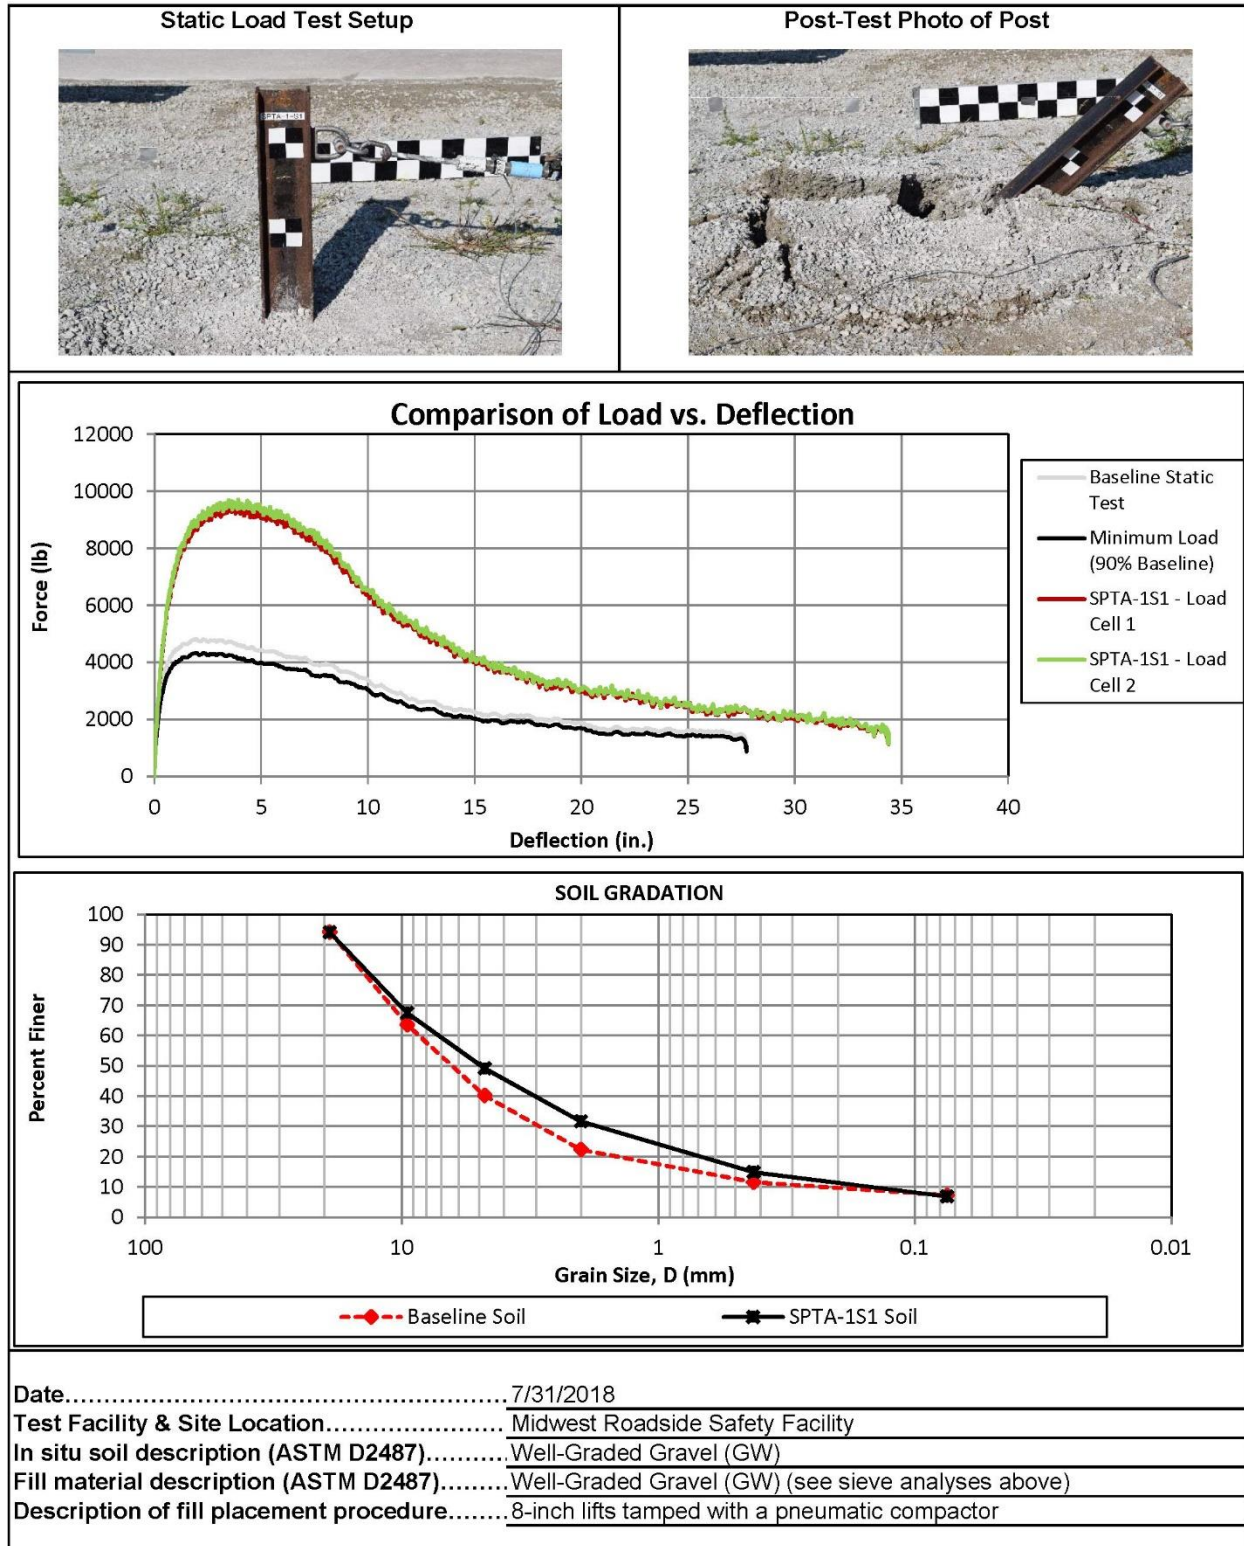 Static Load Test Setup
Post-Test Photo of Post
SPTA-1-S1
Comparison of Load vs. Deflection
12000
10000
8000
6000
4000
2000
0
Force (lb)
0 5 10 15 20 25 30 35 40
Deflection (in.)
Baseline Static
Test
Minimum Load
(90% Baseline)
SPTA-1S1 - Load
Cell 1
SPTA-1S1 - Load
Cell 2
SOIL GRADATION
100
90
80
70
60
50
40
30
20
10
0
Percent Finer
100 10 1 0.1 0.01
Grain Size, D (mm)
Baseline Soil SPTA-1S1 Soil
Date.................................................... 7/31/2018
Test Facility & Site Location..................... Midwest Roadside Safety Facility
In situ soil description (ASTM D2487)......... Well-Graded Gravel (GW)
Fill material description (ASTM D2487)....... Well-Graded Gravel (GW) (see sieve analyses above)
Description of fill placement procedure....... 8-inch lifts tamped with a pneumatic compactor